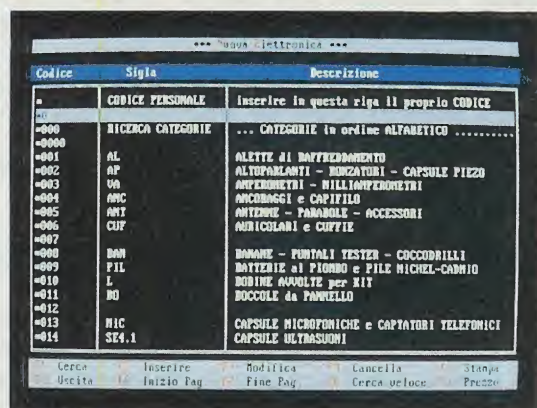 *** Nuova Elettronica ***
Codice Sigla Descrizione
= CODICE PERSONALE Inserire in questa riga il proprio CODICE
=0
=000 RICERCA CATEGORIE ... CATEGORIE in ordine ALFABETICO ..........
=0000
=001 AL ALETTE di RAFFREDDAMENTO
=002 AP ALTOPARLANTI - RONZATORI - CAPSULE PIEZO
=003 VA AMPEROMETRI - MILLIAMPEROMETRI
=004 ANC ANCORAGGI e CAPIFILO
=005 ANT ANTENNE - PARABOLE - ACCESSORI
=006 CUF AURICOLARI e CUFFIE
=007
=008 BAN BANANE - PUNTALI TESTER - COCCODRILLI
=009 PIL BATTERIE al PIOMBO e PILE NICHEL-CADMIO
=010 L BOBINE AVVOLTE per KIT
=011 BO BOCCOLE da PANNELLO
=012
=013 MIC CAPSULE MICROFONICHE e CAPTATORI TELEFONICI
=014 SE4.1 CAPSULE ULTRASUONI
Cerca Inserire Modifica Cancella Stampa
Uscita Inizio Pag Fine Pag Cerca veloce Prezzo